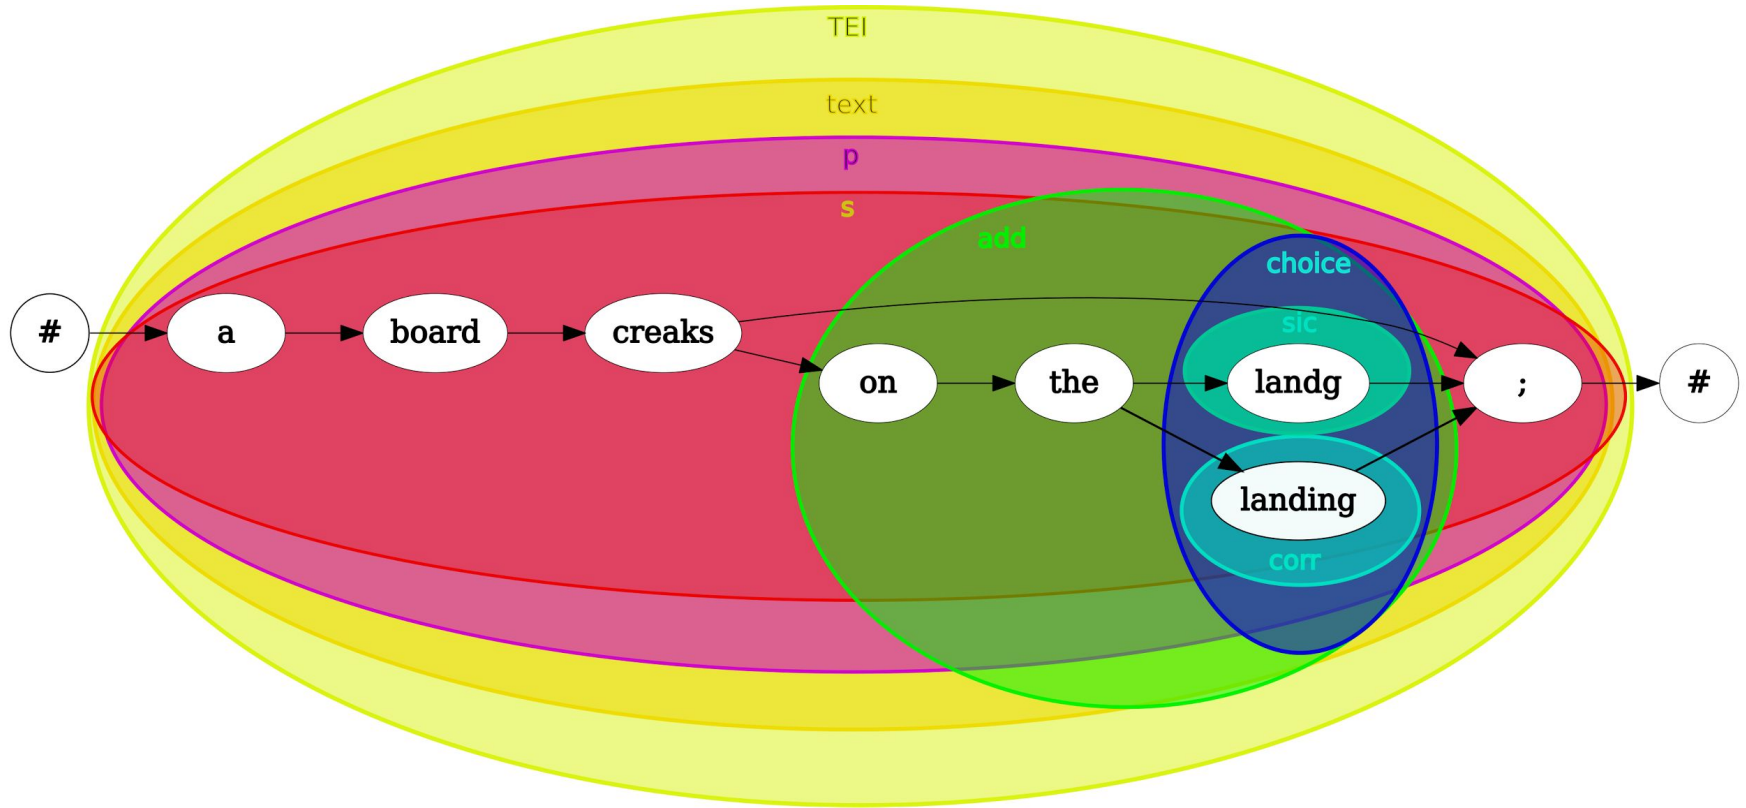 TEI
text
p
s
add
choice
sic
# a board creaks
on the landg ; #
landing
corr